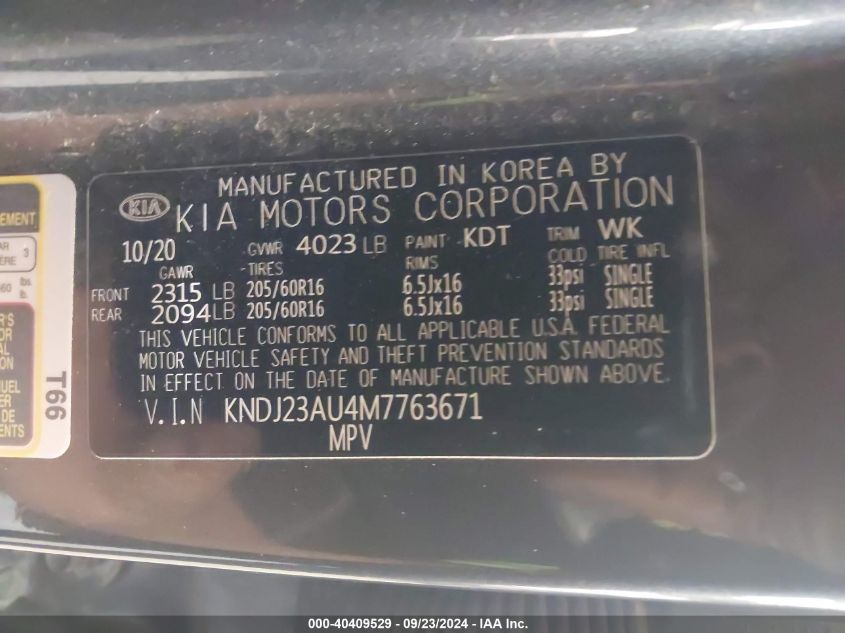 MANUFACTURED IN KOREA BY
KIA KIA MOTORS CORPORATION
10/20 GVWR 4023 LB PAINT KDT TRIM WK
GAWR TIRES RIMS COLD TIRE INFL
FRONT 2315 LB 205/60R16 6.5Jx16 33psi SINGLE
REAR 2094 LB 205/60R16 6.5Jx16 33psi SINGLE
THIS VEHICLE CONFORMS TO ALL APPLICABLE U.S.A. FEDERAL
MOTOR VEHICLE SAFETY AND THEFT PREVENTION STANDARDS
IN EFFECT ON THE DATE OF MANUFACTURE SHOWN ABOVE.
V.I.N KNDJ23AU4M7763671
MPV
T66
000-40409529 - 09/23/2024 - IAA Inc.